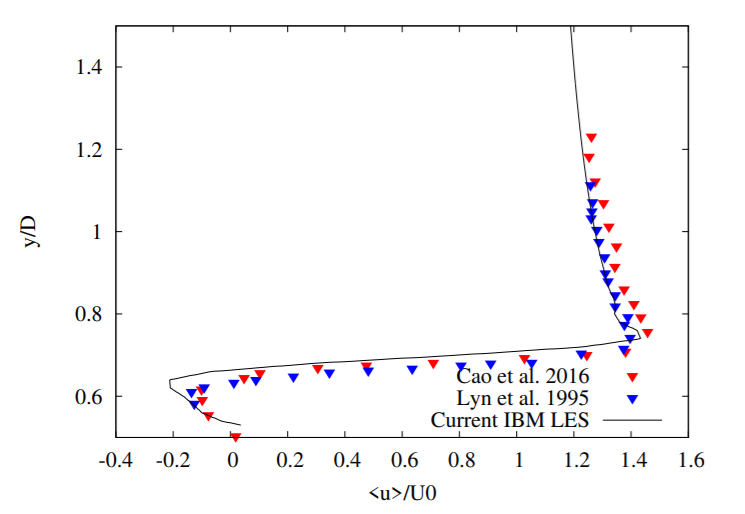 1.4
1.2
1
0.8
0.6
y/D
Cao et al. 2016
Lyn et al. 1995
Current IBM LES
-0.4 -0.2 0 0.2 0.4 0.6 0.8 1 1.2 1.4 1.6
<u>/U0